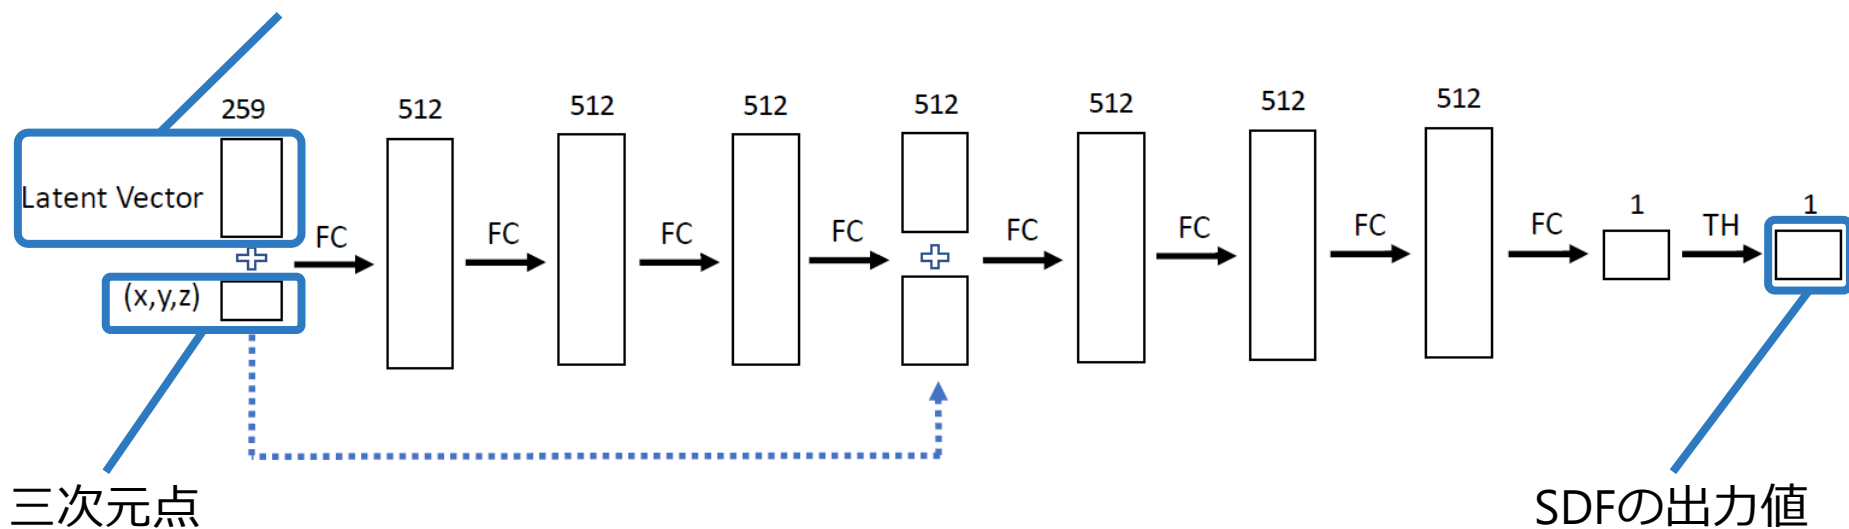 259 512 512 512 512 512 512 512 1 1
Latent Vector
FC FC FC FC FC FC FC FC TH
(x,y,z)
三次元点
SDFの出力値